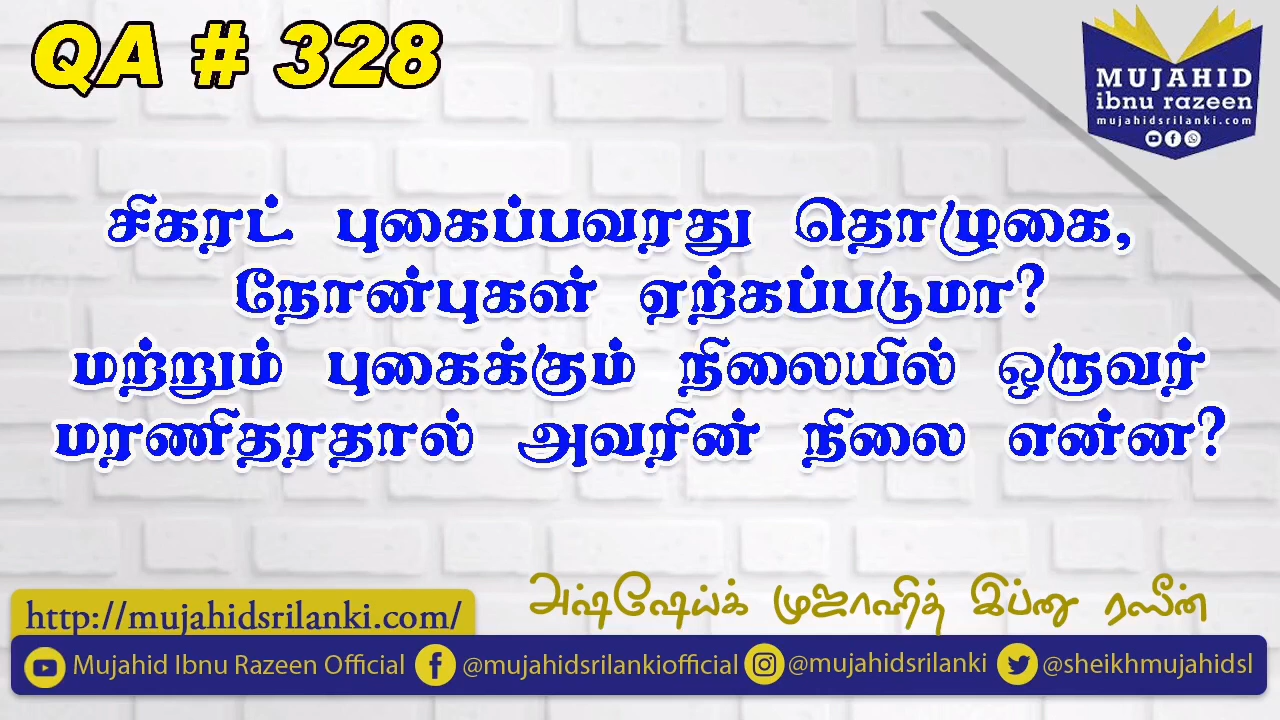 QA # 328
MUJAHID
ibnu razeen
mujahidsrilanki.com
சிகரட் புகைப்பவரது தொழுகை,
நோன்புகள் ஏற்கப்படுமா?
மற்றும் புகைக்கும் நிலையில் ஒருவர்
மரணிதரதால் அவரின் நிலை என்ன?
அஷ்ஷேய்க் முஜாஹித் இப்னு ரஸீன்
http://mujahidsrilanki.com/
Mujahid Ibnu Razeen Official @mujahidsrilankiofficial @mujahidsrilanki @sheikhmujahidsl